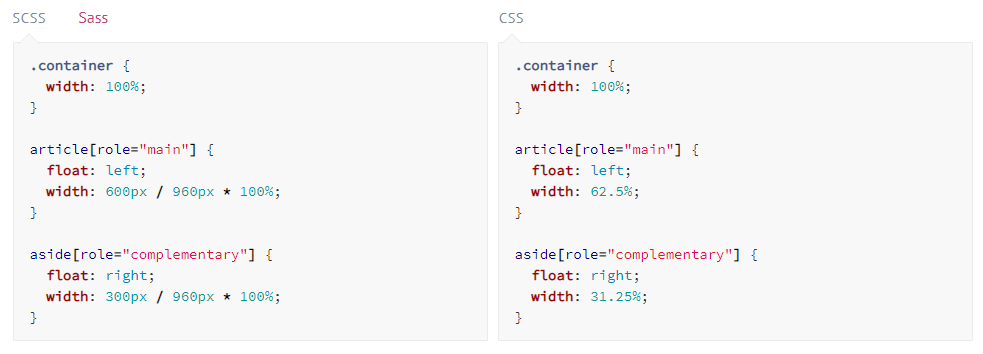 SCSS Sass
.container {
  width: 100%;
}

article[role="main"] {
  float: left;
  width: 600px / 960px * 100%;
}

aside[role="complementary"] {
  float: right;
  width: 300px / 960px * 100%;
}
CSS
.container {
  width: 100%;
}

article[role="main"] {
  float: left;
  width: 62.5%;
}

aside[role="complementary"] {
  float: right;
  width: 31.25%;
}